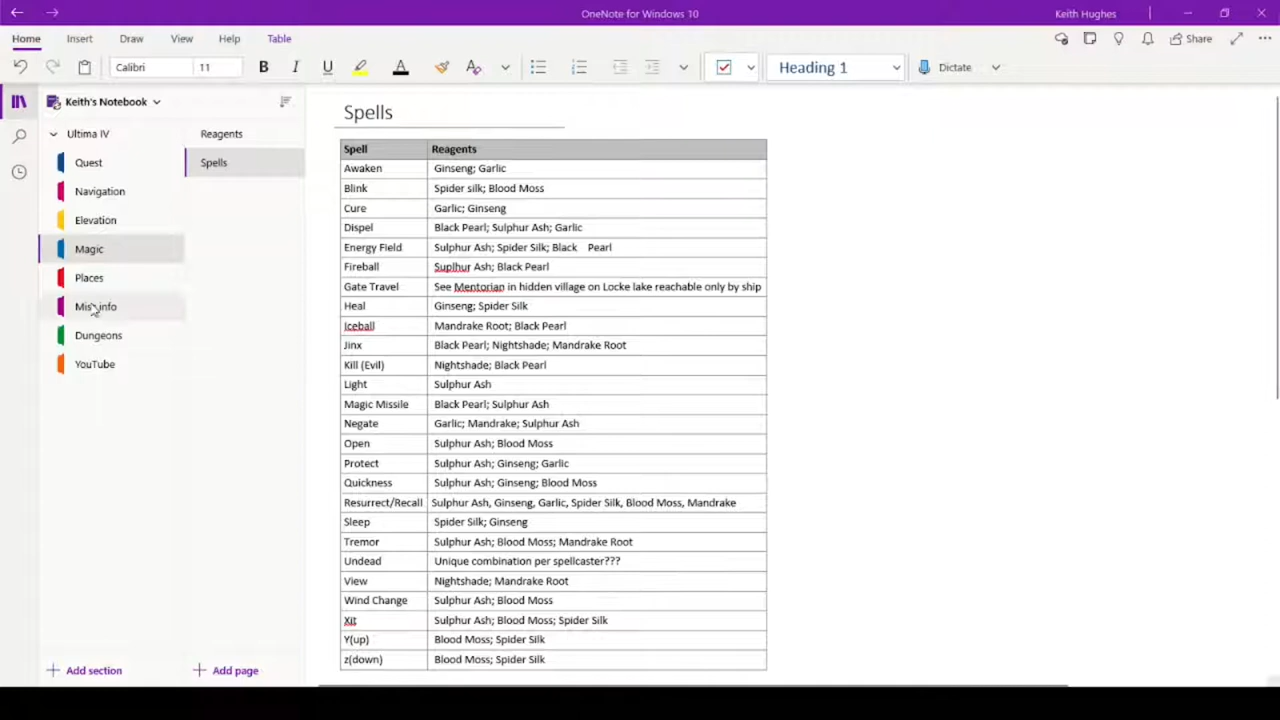 OneNote for Windows 10
Keith Hughes
Home Insert Draw View Help Table
Share
Calibri 11 B I U A A Heading 1 Dictate
Keith's Notebook
Ultima IV
Quest
Navigation
Elevation
Magic
Places
Misc info
Dungeons
YouTube
Add section
Reagents
Spells
Add page
Spells
Spell Reagents
Awaken Ginseng; Garlic
Blink Spider silk; Blood Moss
Cure Garlic; Ginseng
Dispel Black Pearl; Sulphur Ash; Garlic
Energy Field Sulphur Ash; Spider Silk; Black Pearl
Fireball Suplhur Ash; Black Pearl
Gate Travel See Mentorian in hidden village on Locke lake reachable only by ship
Heal Ginseng; Spider Silk
Iceball Mandrake Root; Black Pearl
Jinx Black Pearl; Nightshade; Mandrake Root
Kill (Evil) Nightshade; Black Pearl
Light Sulphur Ash
Magic Missile Black Pearl; Sulphur Ash
Negate Garlic; Mandrake; Sulphur Ash
Open Sulphur Ash; Blood Moss
Protect Sulphur Ash; Ginseng; Garlic
Quickness Sulphur Ash; Ginseng; Blood Moss
Resurrect/Recall Sulphur Ash, Ginseng, Garlic, Spider Silk, Blood Moss, Mandrake
Sleep Spider Silk; Ginseng
Tremor Sulphur Ash; Blood Moss; Mandrake Root
Undead Unique combination per spellcaster???
View Nightshade; Mandrake Root
Wind Change Sulphur Ash; Blood Moss
Xit Sulphur Ash; Blood Moss; Spider Silk
Y(up) Blood Moss; Spider Silk
z(down) Blood Moss; Spider Silk